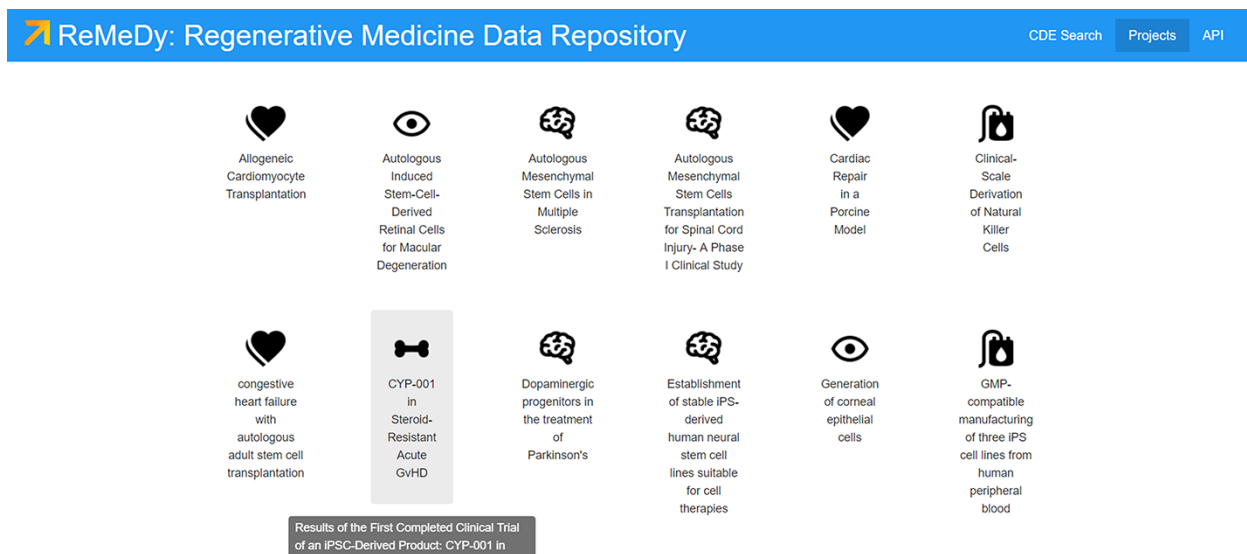 ReMeDy: Regenerative Medicine Data Repository
CDE Search
Projects
API
Allogeneic
Cardiomyocyte
Transplantation
Autologous
Induced
Stem-Cell-
Derived
Retinal Cells
for Macular
Degeneration
Autologous
Mesenchymal
Stem Cells in
Multiple
Sclerosis
Autologous
Mesenchymal
Stem Cells
Transplantation
for Spinal Cord
Injury- A Phase
I Clinical Study
Cardiac
Repair
in a
Porcine
Model
Clinical-
Scale
Derivation
of Natural
Killer
Cells
congestive
heart failure
with
autologous
adult stem cell
transplantation
CYP-001
in
Steroid-
Resistant
Acute
GvHD
Dopaminergic
progenitors in
the treatment
of
Parkinson's
Establishment
of stable iPS-
derived
human neural
stem cell
lines suitable
for cell
therapies
Generation
of corneal
epithelial
cells
GMP-
compatible
manufacturing
of three iPS
cell lines from
human
peripheral
blood
Results of the First Completed Clinical Trial
of an iPSC-Derived Product: CYP-001 in